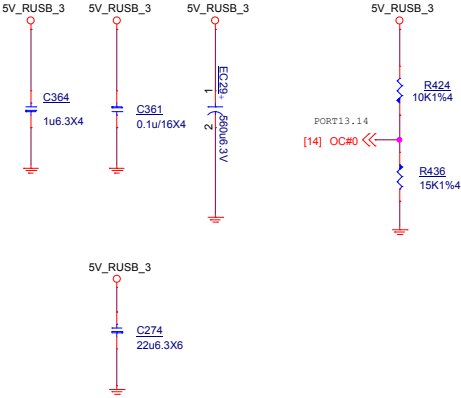 5V_RUSB_3
5V_RUSB_3
5V_RUSB_3
5V_RUSB_3
C364
1u6.3X4
C361
0.1u/16X4
1
2
+
EC29
560u6.3V
R424
10K1%4
PORT13.14
[14] OC#0
R436
15K1%4
5V_RUSB_3
C274
22u6.3X6